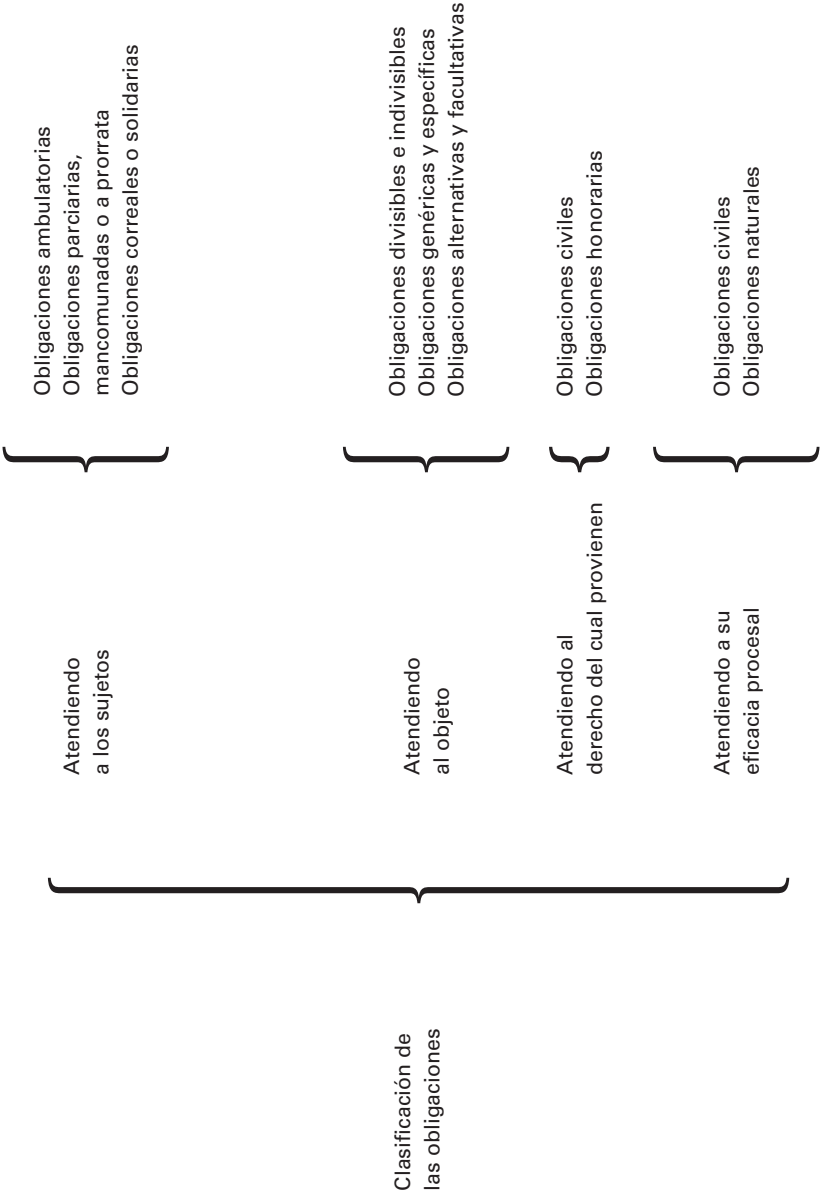 Clasificación de
las obligaciones
Atendiendo
a los sujetos
Obligaciones ambulatorias
Obligaciones parciarias,
mancomunadas o a prorrata
Obligaciones correales o solidarias
Atendiendo
al objeto
Obligaciones divisibles e indivisibles
Obligaciones genéricas y específicas
Obligaciones alternativas y facultativas
Atendiendo al
derecho del cual provienen
Obligaciones civiles
Obligaciones honorarias
Atendiendo a su
eficacia procesal
Obligaciones civiles
Obligaciones naturales